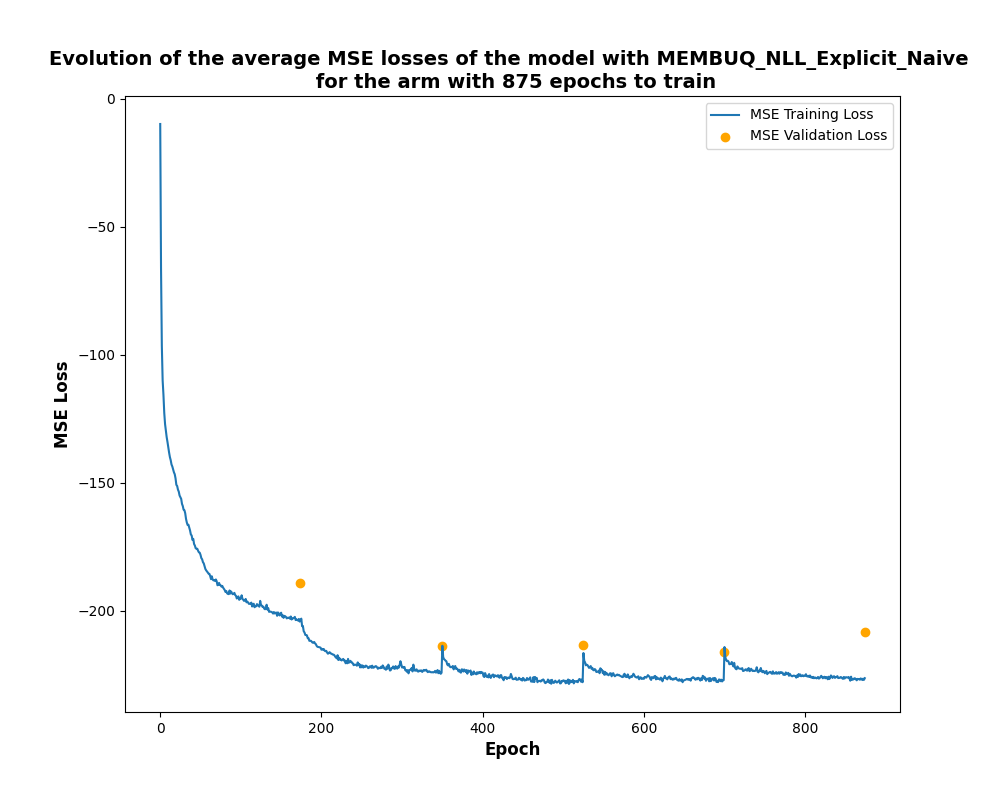 Evolution of the average MSE losses of the model with MEMBUQ_NLL_Explicit_Naive
for the arm with 875 epochs to train
MSE Training Loss
MSE Validation Loss
0
−50
−100
−150
−200
MSE Loss
0 200 400 600 800
Epoch